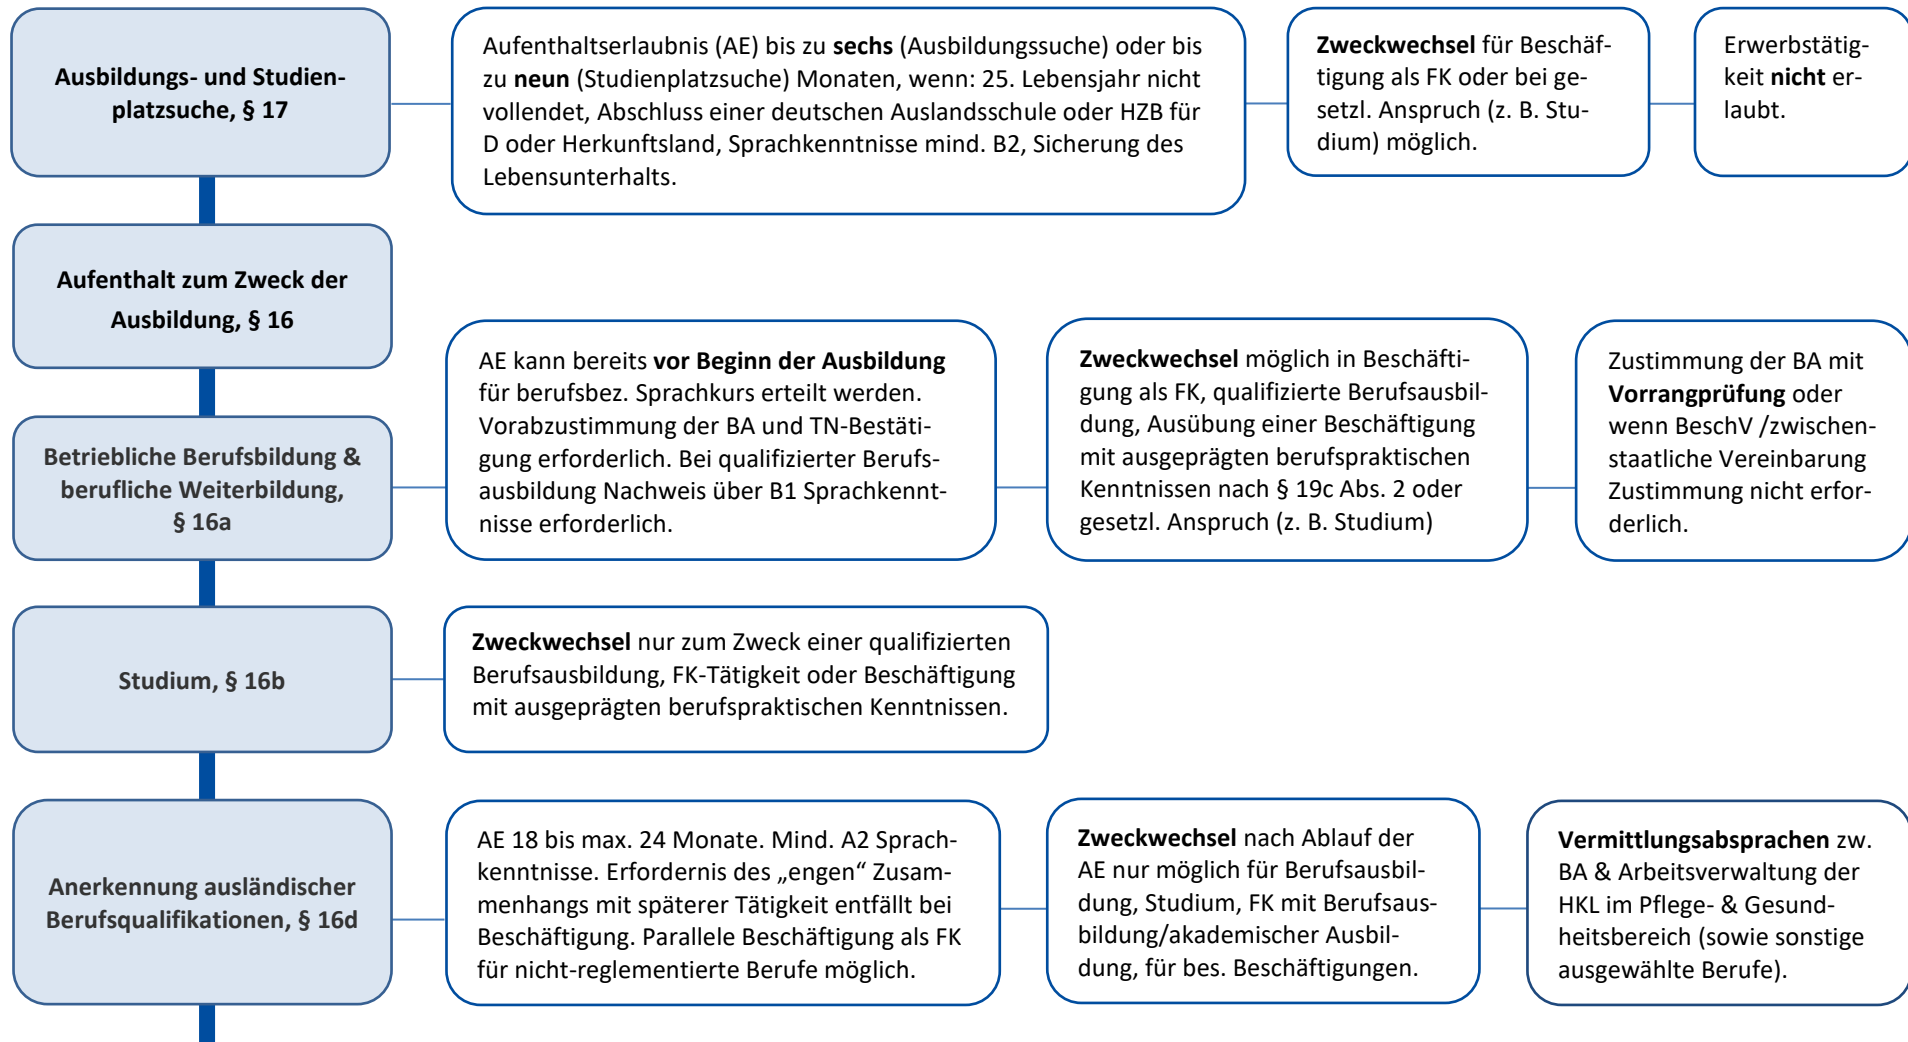 Ausbildungs- und Studien-
platzsuche, § 17
Aufenthaltserlaubnis (AE) bis zu sechs (Ausbildungssuche) oder bis
zu neun (Studienplatzsuche) Monaten, wenn: 25. Lebensjahr nicht
vollendet, Abschluss einer deutschen Auslandsschule oder HZB für
D oder Herkunftsland, Sprachkenntnisse mind. B2, Sicherung des
Lebensunterhalts.
Zweckwechsel für Beschäf-
tigung als FK oder bei ge-
setzl. Anspruch (z. B. Stu-
dium) möglich.
Erwerbstätig-
keit nicht er-
laubt.
Aufenthalt zum Zweck der
Ausbildung, § 16
Betriebliche Berufsbildung &
berufliche Weiterbildung,
§ 16a
AE kann bereits vor Beginn der Ausbildung
für berufsbez. Sprachkurs erteilt werden.
Vorabzustimmung der BA und TN-Bestäti-
gung erforderlich. Bei qualifizierter Berufs-
ausbildung Nachweis über B1 Sprachkennt-
nisse erforderlich.
Zweckwechsel möglich in Beschäfti-
gung als FK, qualifizierte Berufsausbil-
dung, Ausübung einer Beschäftigung
mit ausgeprägten berufspraktischen
Kenntnissen nach § 19c Abs. 2 oder
gesetzl. Anspruch (z. B. Studium)
Zustimmung der BA mit
Vorrangprüfung oder
wenn BeschV /zwischen-
staatliche Vereinbarung
Zustimmung nicht erfor-
derlich.
Studium, § 16b
Zweckwechsel nur zum Zweck einer qualifizierten
Berufsausbildung, FK-Tätigkeit oder Beschäftigung
mit ausgeprägten berufspraktischen Kenntnissen.
Anerkennung ausländischer
Berufsqualifikationen, § 16d
AE 18 bis max. 24 Monate. Mind. A2 Sprach-
kenntnisse. Erfordernis des „engen“ Zusam-
menhangs mit späterer Tätigkeit entfällt bei
Beschäftigung. Parallele Beschäftigung als FK
für nicht-reglementierte Berufe möglich.
Zweckwechsel nach Ablauf der
AE nur möglich für Berufsausbil-
dung, Studium, FK mit Berufsaus-
bildung/akademischer Ausbil-
dung, für bes. Beschäftigungen.
Vermittlungsabsprachen zw.
BA & Arbeitsverwaltung der
HKL im Pflege- & Gesund-
heitsbereich (sowie sonstige
ausgewählte Berufe).